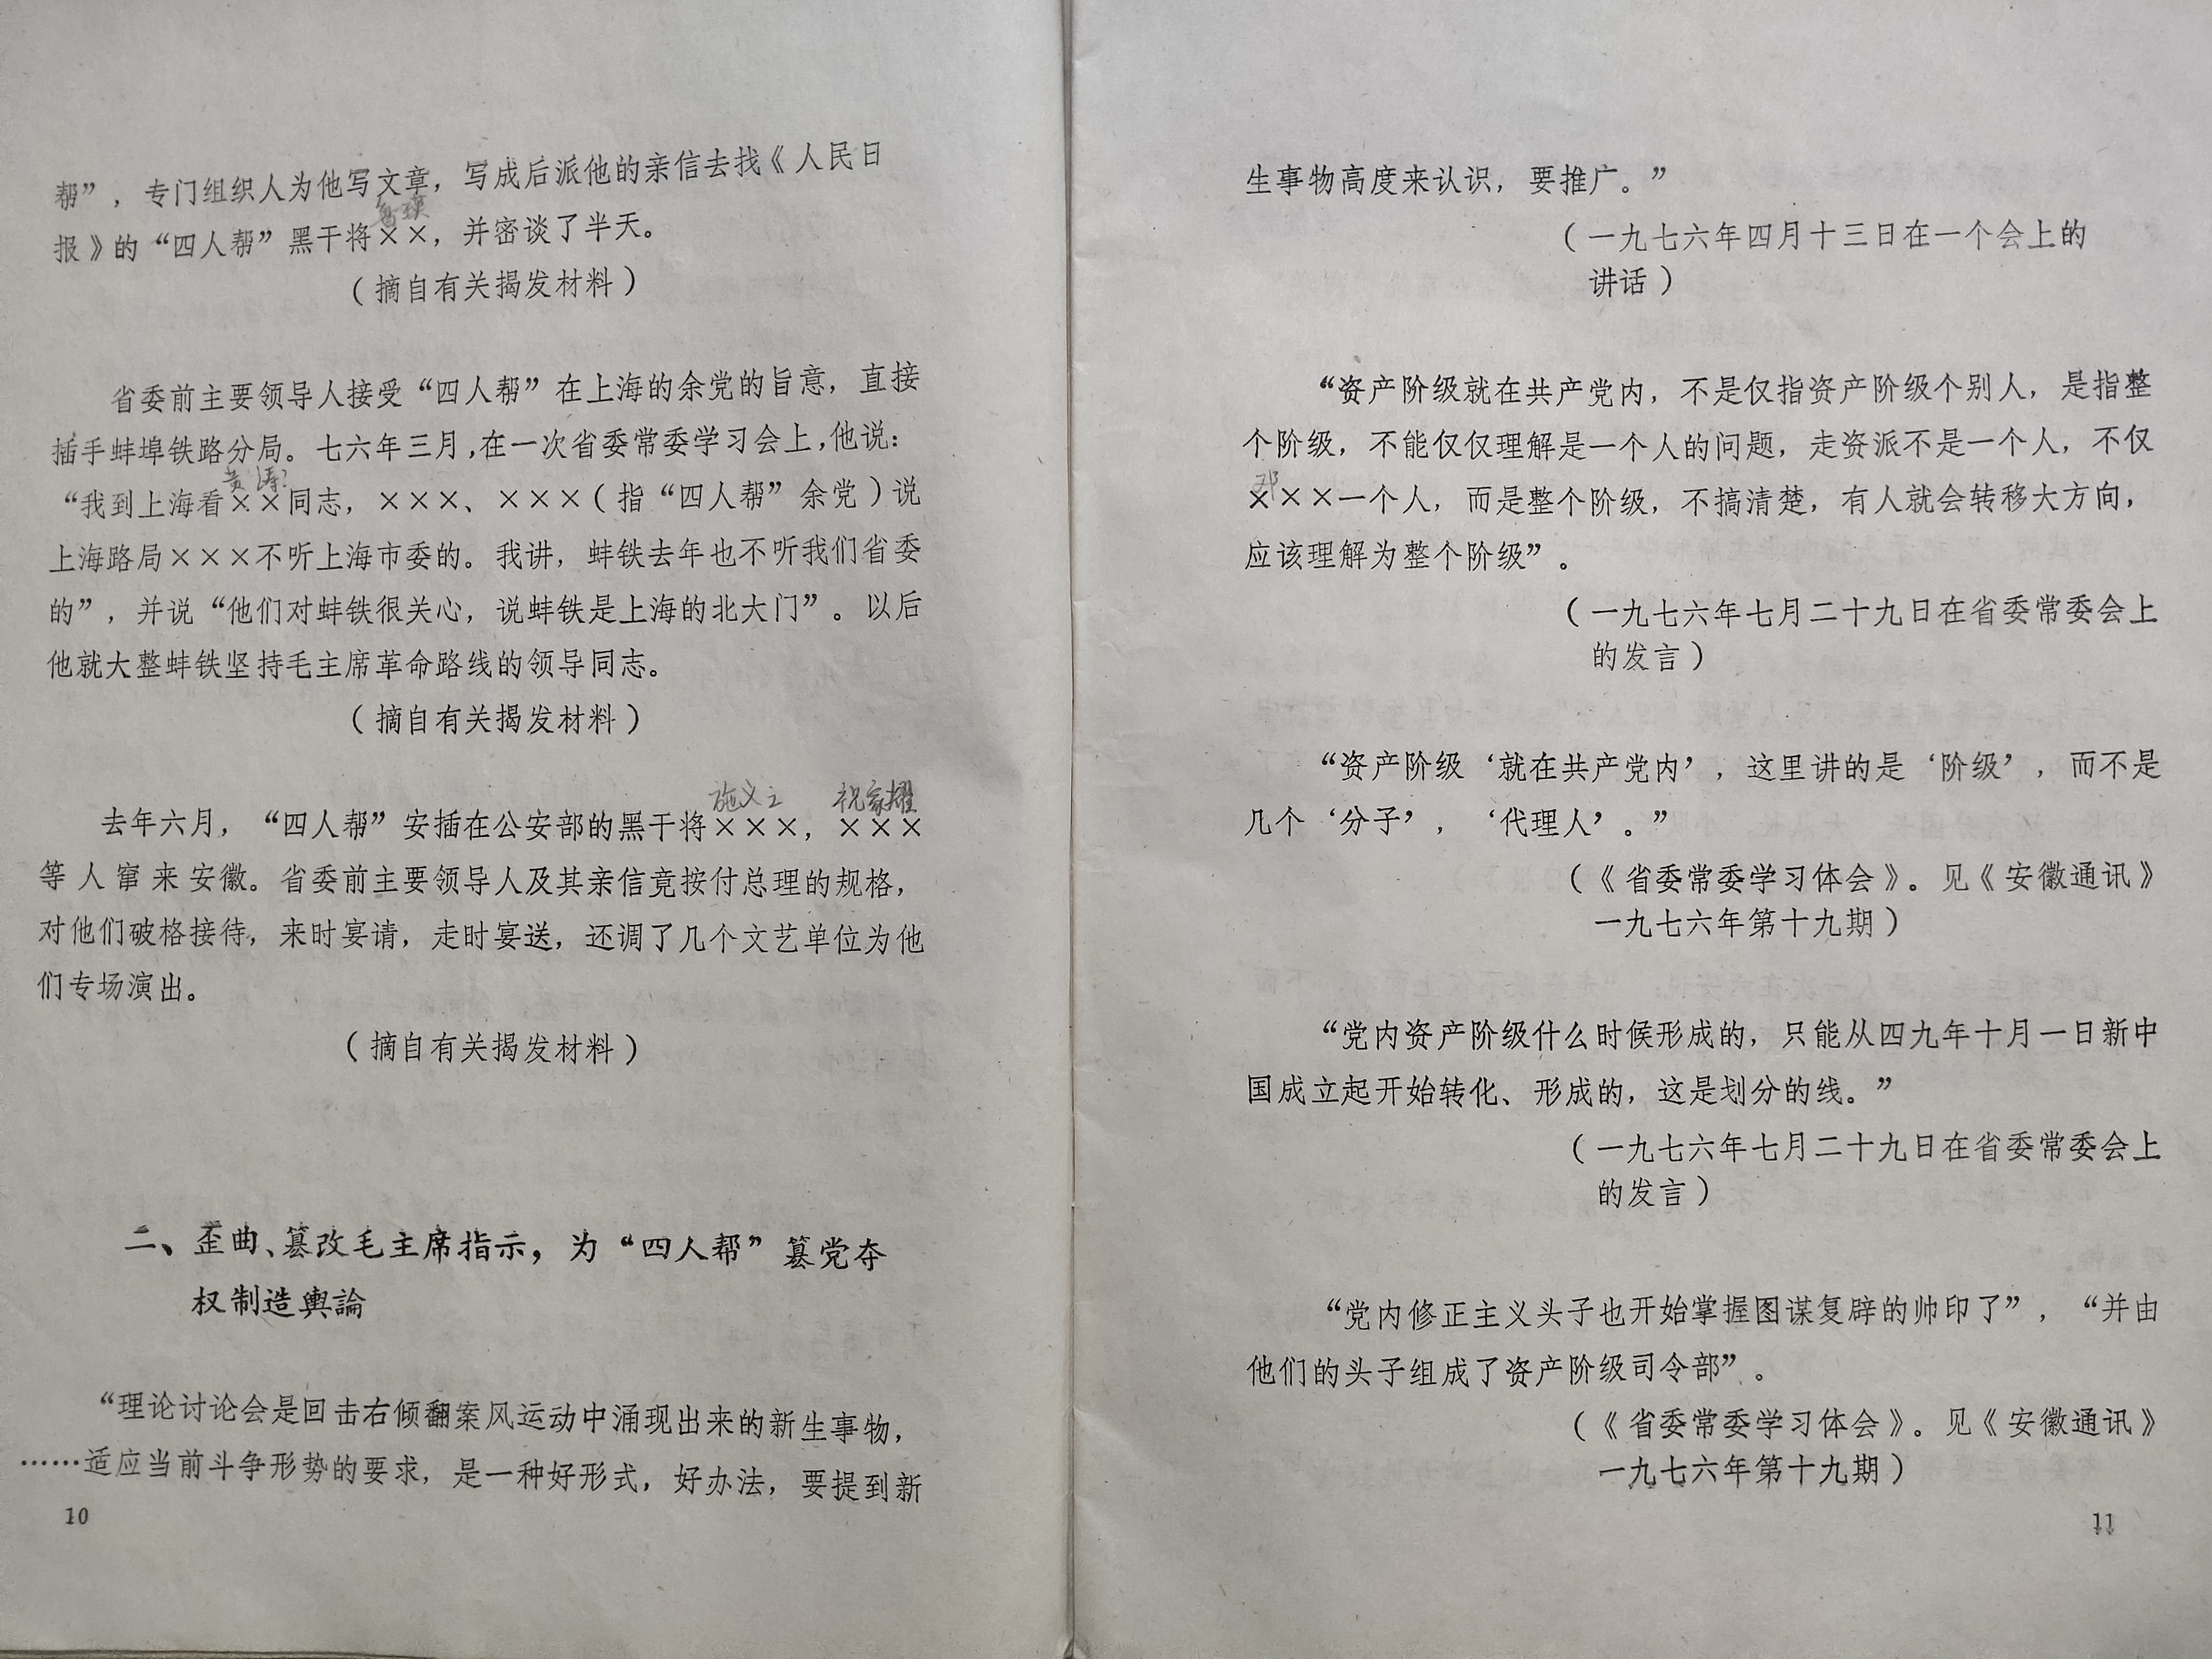 帮”，专门组织人为他写文章，写成后派他的亲信去找《人民日
鲁瑛
报》的“四人帮”黑干将××，并密谈了半天。
（摘自有关揭发材料）
省委前主要领导人接受“四人帮”在上海的余党的旨意，直接
插手蚌埠铁路分局。七六年三月，在一次省委常委学习会上，他说：
黄涛？
“我到上海看××同志，×××、×××（指“四人帮”余党）说
上海路局×××不听上海市委的。我讲，蚌铁去年也不听我们省委
的”，并说“他们对蚌铁很关心，说蚌铁是上海的北大门”。以后
他就大整蚌铁坚持毛主席革命路线的领导同志。
（摘自有关揭发材料）
施义之 祝家耀
去年六月，“四人帮”安插在公安部的黑干将×××，×××
等人窜来安徽。省委前主要领导人及其亲信竟按付总理的规格，
对他们破格接待，来时宴请，走时宴送，还调了几个文艺单位为他
们专场演出。
（摘自有关揭发材料）
二、歪曲、篡改毛主席指示，为“四人帮”篡党夺
权制造舆論
“理论讨论会是回击右倾翻案风运动中涌现出来的新生事物，
……适应当前斗争形势的要求，是一种好形式，好办法，要提到新
10
生事物高度来认识，要推广。”
（一九七六年四月十三日在一个会上的
讲话）
“资产阶级就在共产党内，不是仅指资产阶级个别人，是指整
个阶级，不能仅仅理解是一个人的问题，走资派不是一个人，不仅
邓
×××一个人，而是整个阶级，不搞清楚，有人就会转移大方向，
应该理解为整个阶级”。
（一九七六年七月二十九日在省委常委会上
的发言）
“资产阶级‘就在共产党内’，这里讲的是‘阶级’，而不是
几个‘分子’，‘代理人’。”
（《省委常委学习体会》。见《安徽通讯》
一九七六年第十九期）
“党内资产阶级什么时候形成的，只能从四九年十月一日新中
国成立起开始转化、形成的，这是划分的线。”
（一九七六年七月二十九日在省委常委会上
的发言）
“党内修正主义头子也开始掌握图谋复辟的帅印了”，“并由
他们的头子组成了资产阶级司令部”。
（《省委常委学习体会》。见《安徽通讯》
一九七六年第十九期）
11